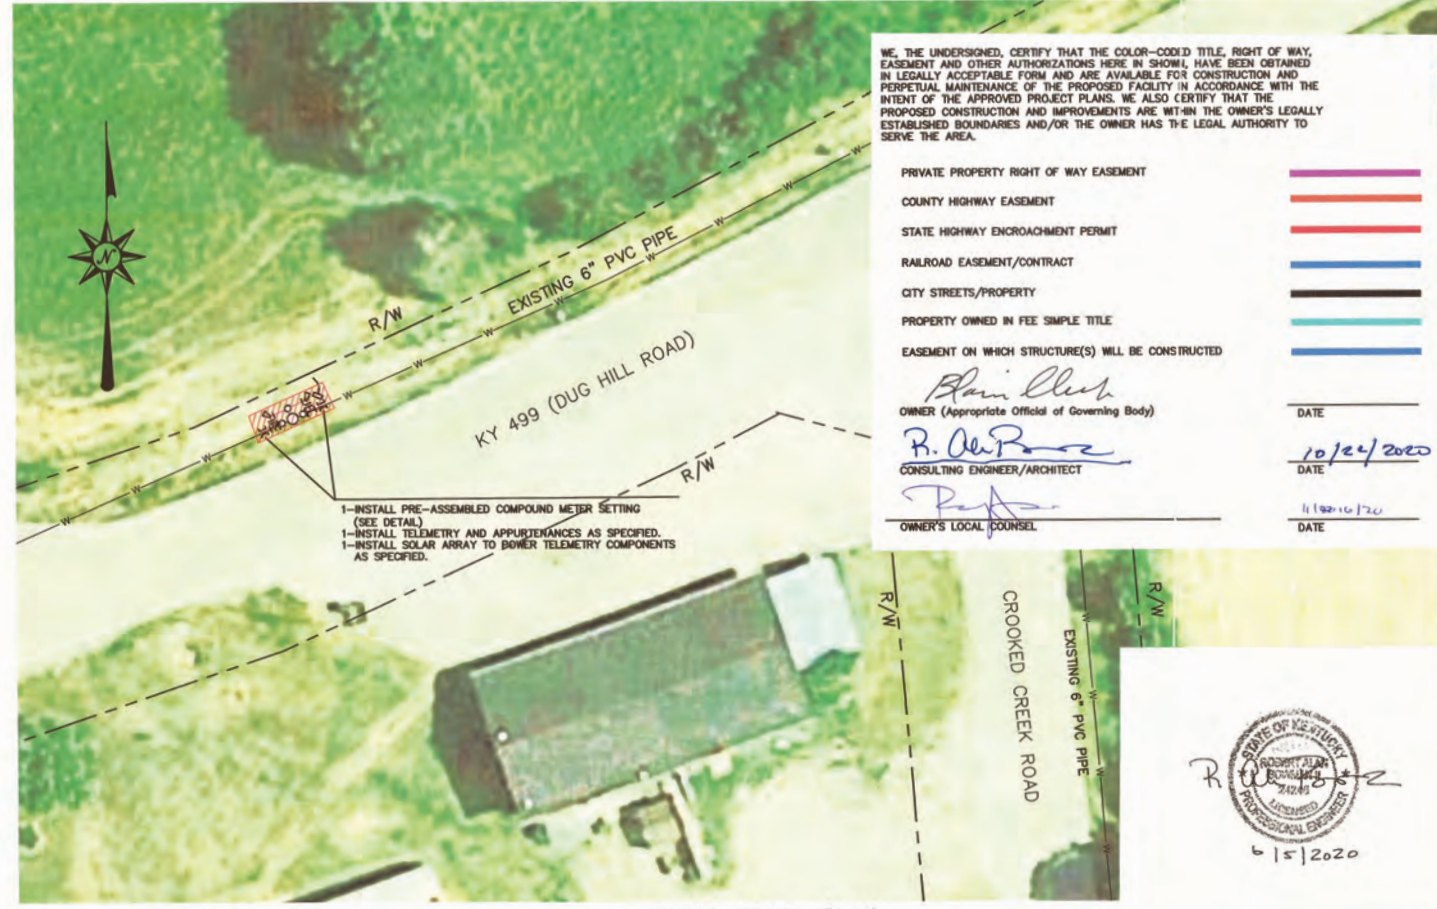 WE, THE UNDERSIGNED, CERTIFY THAT THE COLOR-CODED TITLE, RIGHT OF WAY,
EASEMENT AND OTHER AUTHORIZATIONS HERE IN SHOWN, HAVE BEEN OBTAINED
IN LEGALLY ACCEPTABLE FORM AND ARE AVAILABLE FOR CONSTRUCTION AND
PERPETUAL MAINTENANCE OF THE PROPOSED FACILITY IN ACCORDANCE WITH THE
INTENT OF THE APPROVED PROJECT PLANS. WE ALSO CERTIFY THAT THE
PROPOSED CONSTRUCTION AND IMPROVEMENTS ARE WITHIN THE OWNER'S LEGALLY
ESTABLISHED BOUNDARIES AND/OR THE OWNER HAS THE LEGAL AUTHORITY TO
SERVE THE AREA.
PRIVATE PROPERTY RIGHT OF WAY EASEMENT
COUNTY HIGHWAY EASEMENT
STATE HIGHWAY ENCROACHMENT PERMIT
RAILROAD EASEMENT/CONTRACT
CITY STREETS/PROPERTY
PROPERTY OWNED IN FEE SIMPLE TITLE
EASEMENT ON WHICH STRUCTURE(S) WILL BE CONSTRUCTED
OWNER (Appropriate Official of Governing Body)
DATE
10/22/2020
CONSULTING ENGINEER/ARCHITECT
DATE
OWNER'S LOCAL COUNSEL
DATE
N
R/W
EXISTING 6" PVC PIPE
KY 499 (DUG HILL ROAD)
R/W
1-INSTALL PRE-ASSEMBLED COMPOUND METER SETTING
(SEE DETAIL)
1-INSTALL TELEMETRY AND APPURTENANCES AS SPECIFIED.
1-INSTALL SOLAR ARRAY TO POWER TELEMETRY COMPONENTS
AS SPECIFIED.
R/W
CROOKED CREEK ROAD
EXISTING 6" PVC PIPE
R/W
STATE OF KENTUCKY
ROBERT ALAN
LICENSED
PROFESSIONAL ENGINEER
6/5/2020